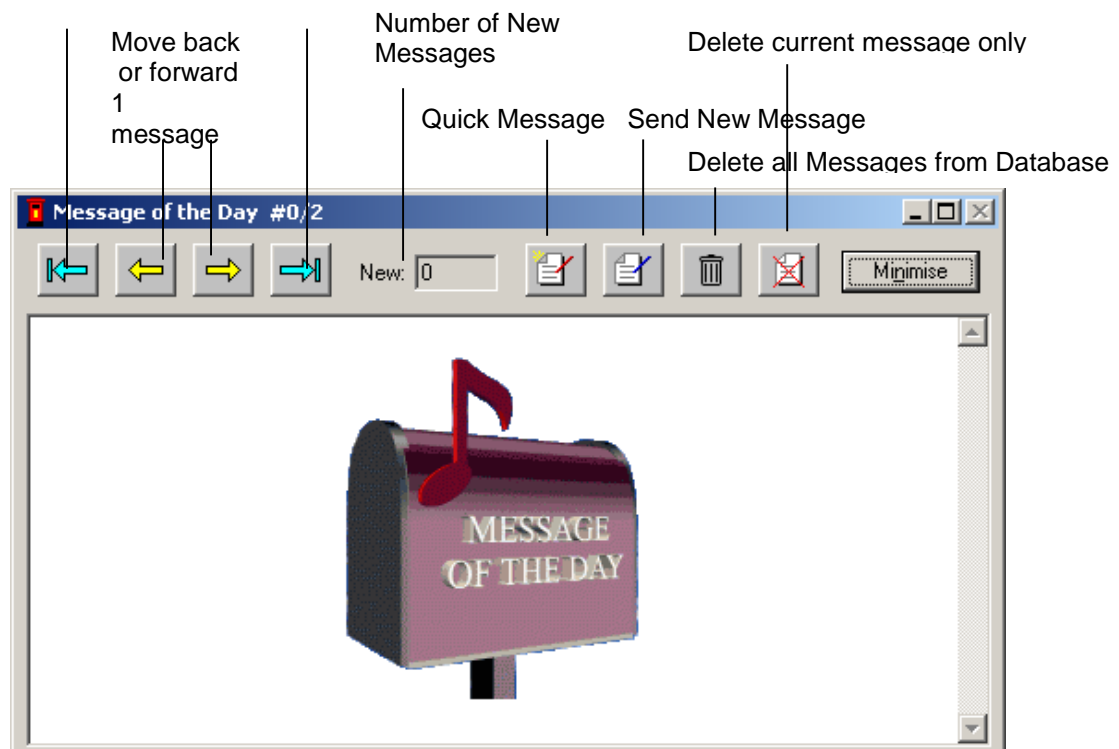 Move back
or forward
1
message
Number of New
Messages
Delete current message only
Quick Message
Send New Message
Delete all Messages from Database
Message of the Day #0/2
New: 0
Minimise
MESSAGE
OF THE DAY